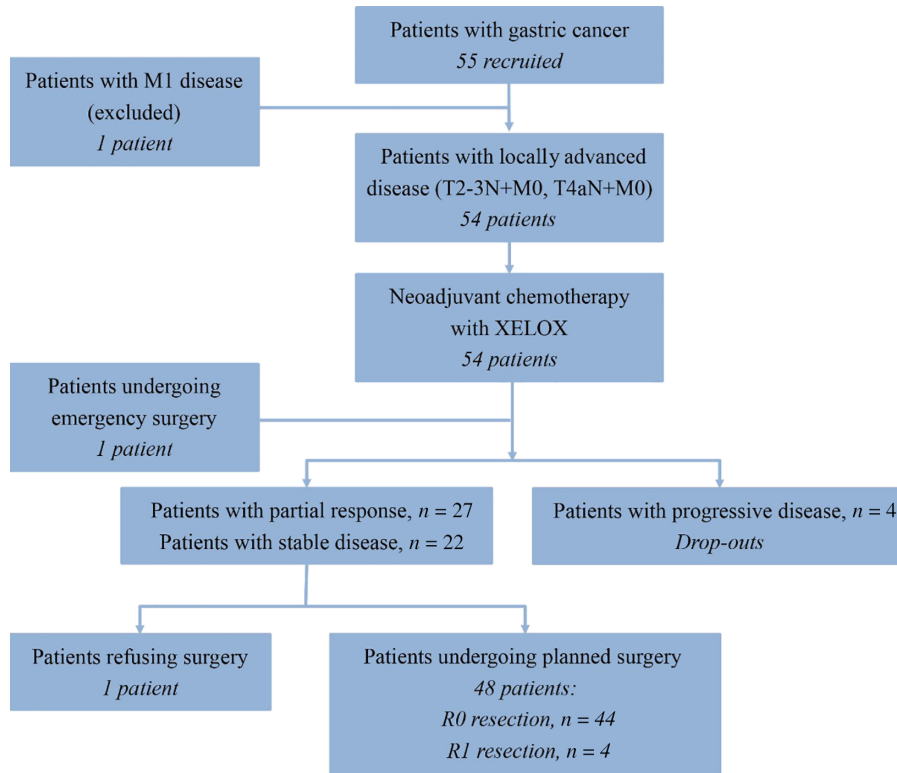 Patients with gastric cancer
55 recruited
Patients with M1 disease
(excluded)
1 patient
Patients with locally advanced
disease (T2-3N+M0, T4aN+M0)
54 patients
Neoadjuvant chemotherapy
with XELOX
54 patients
Patients undergoing
emergency surgery
1 patient
Patients with partial response, n = 27
Patients with stable disease, n = 22
Patients with progressive disease, n = 4
Drop-outs
Patients refusing surgery
1 patient
Patients undergoing planned surgery
48 patients:
R0 resection, n = 44
R1 resection, n = 4